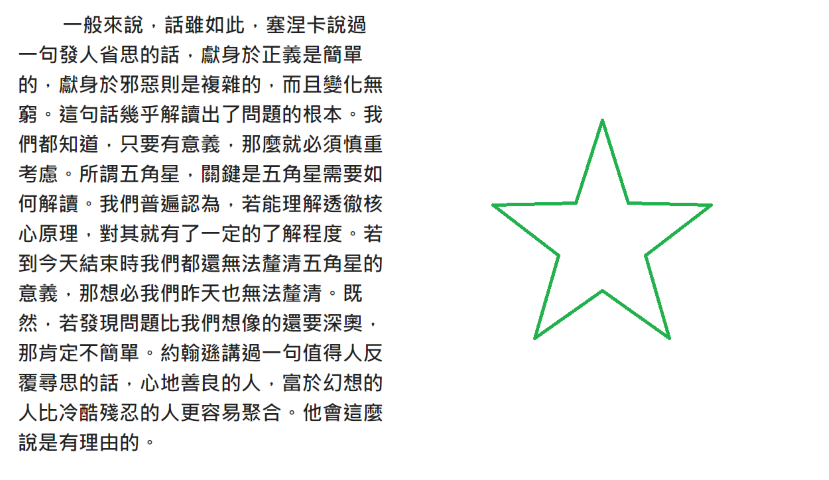 一般來說，話雖如此，塞涅卡說過
一句發人省思的話，獻身於正義是簡單
的，獻身於邪惡則是複雜的，而且變化無
窮。這句話幾乎解讀出了問題的根本。我
們都知道，只要有意義，那麼就必須慎重
考慮。所謂五角星，關鍵是五角星需要如
何解讀。我們普遍認為，若能理解透徹核
心原理，對其就有了一定的了解程度。若
到今天結束時我們都還無法釐清五角星的
意義，那想必我們昨天也無法釐清。既
然，若發現問題比我們想像的還要深奧，
那肯定不簡單。約翰遜講過一句值得人反
覆尋思的話，心地善良的人，富於幻想的
人比冷酷殘忍的人更容易聚合。他會這麼
說是有理由的。